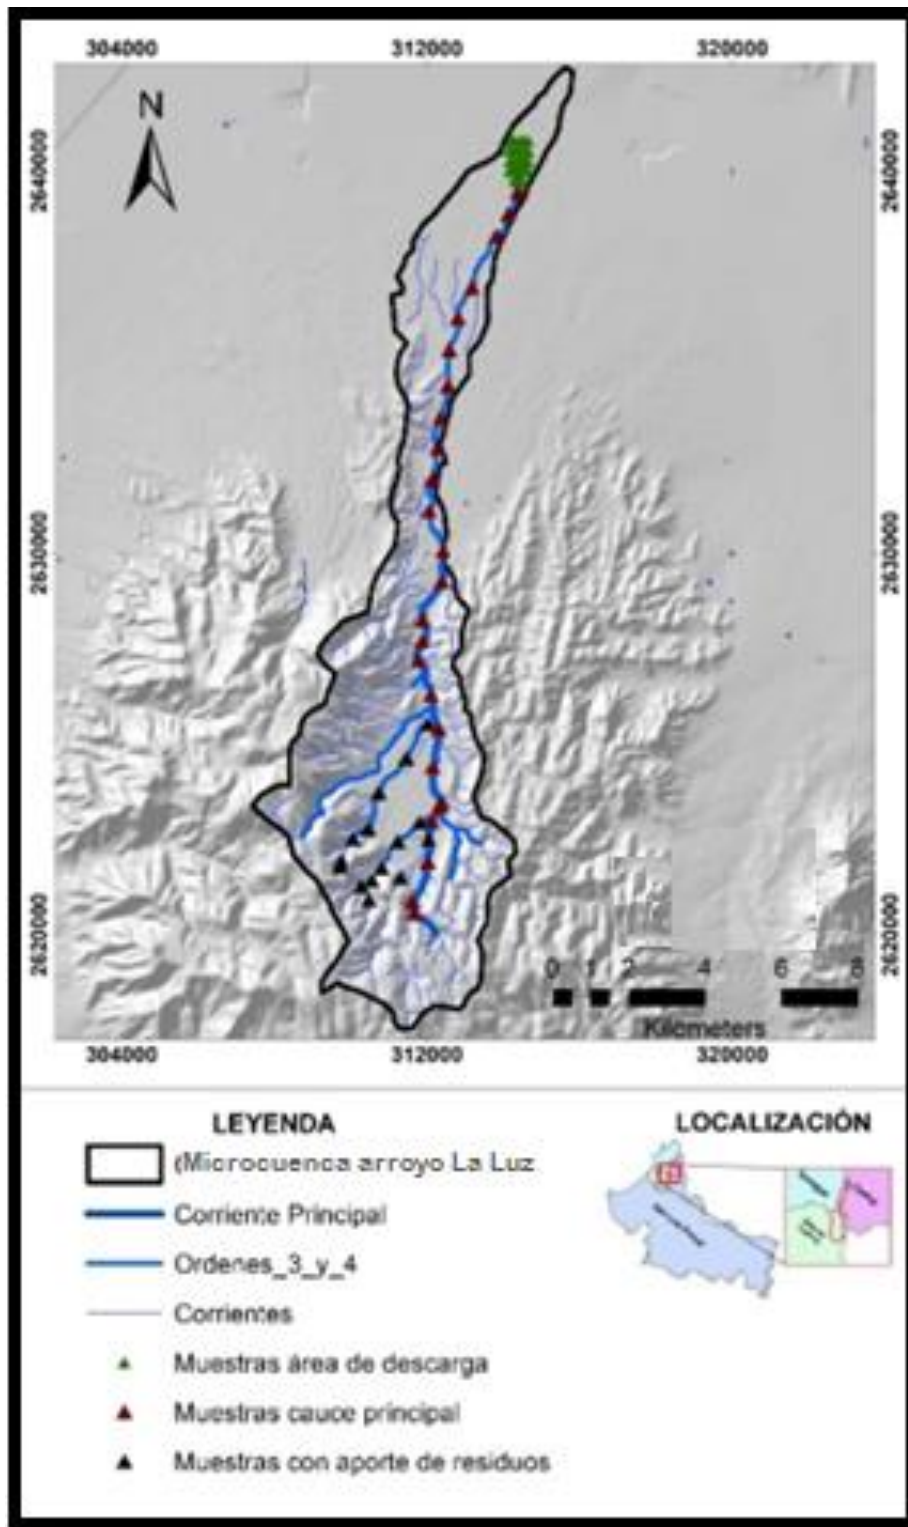 304000 312000 320000
N
2640000 2640000
2630000 2630000
2620000 2620000
0 1 2 4 6 8
Kilometers
304000 312000 320000
LEYENDA
(Microcuenca arroyo La Luz
Corriente Principal
Ordenes_3_y_4
Corrientes
Muestras área de descarga
Muestras cauce principal
Muestras con aporte de residuos
LOCALIZACIÓN